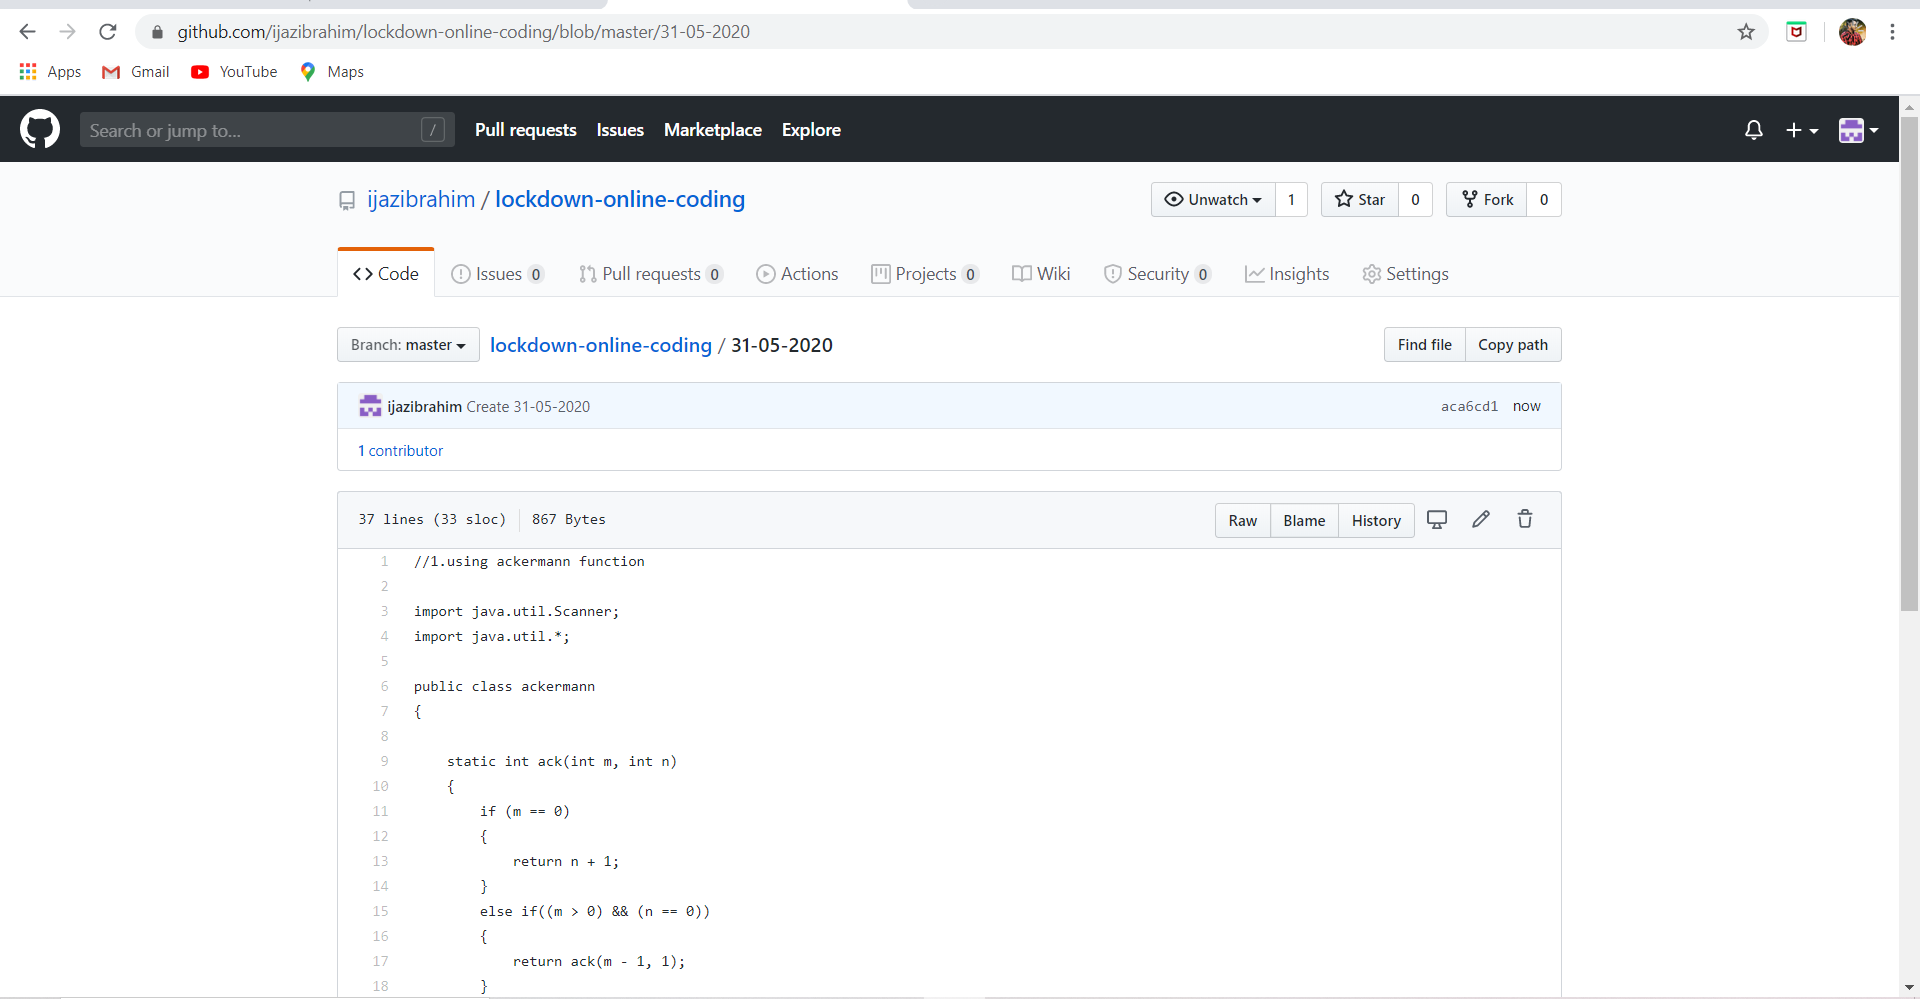 github.com/ijazibrahim/lockdown-online-coding/blob/master/31-05-2020
Apps Gmail YouTube Maps
Search or jump to... / Pull requests Issues Marketplace Explore
ijazibrahim / lockdown-online-coding Unwatch 1 Star 0 Fork 0
Code Issues 0 Pull requests 0 Actions Projects 0 Wiki Security 0 Insights Settings
Branch: master lockdown-online-coding / 31-05-2020 Find file Copy path
ijazibrahim Create 31-05-2020 aca6cd1 now
1 contributor
37 lines (33 sloc) 867 Bytes Raw Blame History
1 //1.using ackermann function
2
3 import java.util.Scanner;
4 import java.util.*;
5
6 public class ackermann
7 {
8
9 static int ack(int m, int n)
10 {
11 if (m == 0)
12 {
13 return n + 1;
14 }
15 else if((m > 0) && (n == 0))
16 {
17 return ack(m - 1, 1);
18 }